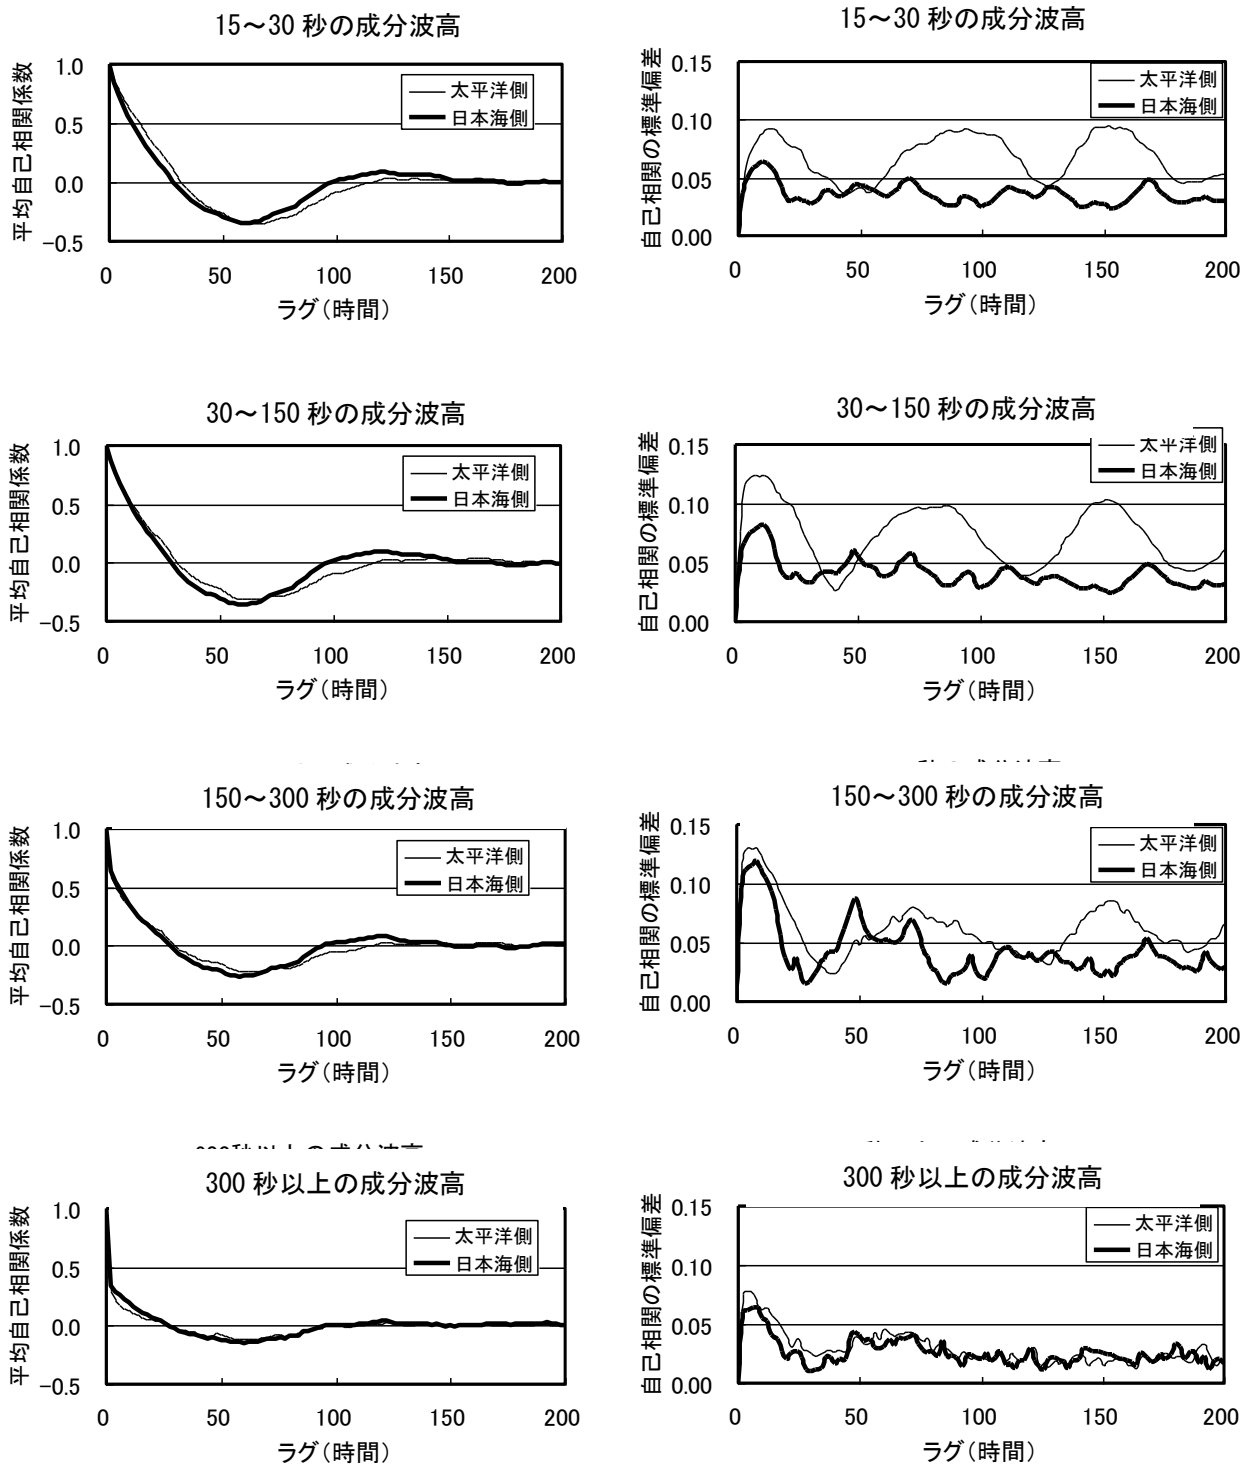 15～30 秒の成分波高
平均自己相関係数
1.0
0.5
0.0
-0.5
太平洋側
日本海側
0 50 100 150 200
ラグ(時間)
15～30 秒の成分波高
自己相関の標準偏差
0.15
0.10
0.05
0.00
太平洋側
日本海側
0 50 100 150 200
ラグ(時間)
30～150 秒の成分波高
平均自己相関係数
1.0
0.5
0.0
-0.5
太平洋側
日本海側
0 50 100 150 200
ラグ(時間)
30～150 秒の成分波高
自己相関の標準偏差
0.15
0.10
0.05
0.00
太平洋側
日本海側
0 50 100 150 200
ラグ(時間)
150～300 秒の成分波高
平均自己相関係数
1.0
0.5
0.0
-0.5
太平洋側
日本海側
0 50 100 150 200
ラグ(時間)
150～300 秒の成分波高
自己相関の標準偏差
0.15
0.10
0.05
0.00
太平洋側
日本海側
0 50 100 150 200
ラグ(時間)
300 秒以上の成分波高
平均自己相関係数
1.0
0.5
0.0
-0.5
太平洋側
日本海側
0 50 100 150 200
ラグ(時間)
300 秒以上の成分波高
自己相関の標準偏差
0.15
0.10
0.05
0.00
太平洋側
日本海側
0 50 100 150 200
ラグ(時間)